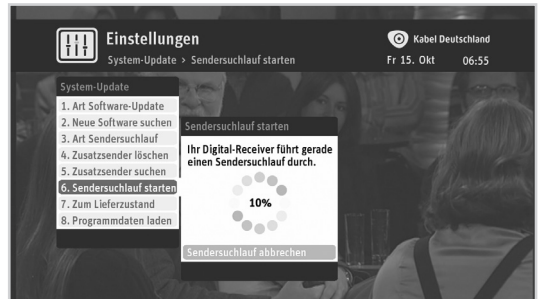 Einstellungen
System-Update > Sendersuchlauf starten
Kabel Deutschland
Fr 15. Okt 06:55
System-Update
1. Art Software-Update
2. Neue Software suchen
3. Art Sendersuchlauf
4. Zusatzsender löschen
5. Zusatzsender suchen
6. Sendersuchlauf starten
7. Zum Lieferzustand
8. Programmdaten laden
Sendersuchlauf starten
Ihr Digital-Receiver führt gerade
einen Sendersuchlauf durch.
10%
Sendersuchlauf abbrechen